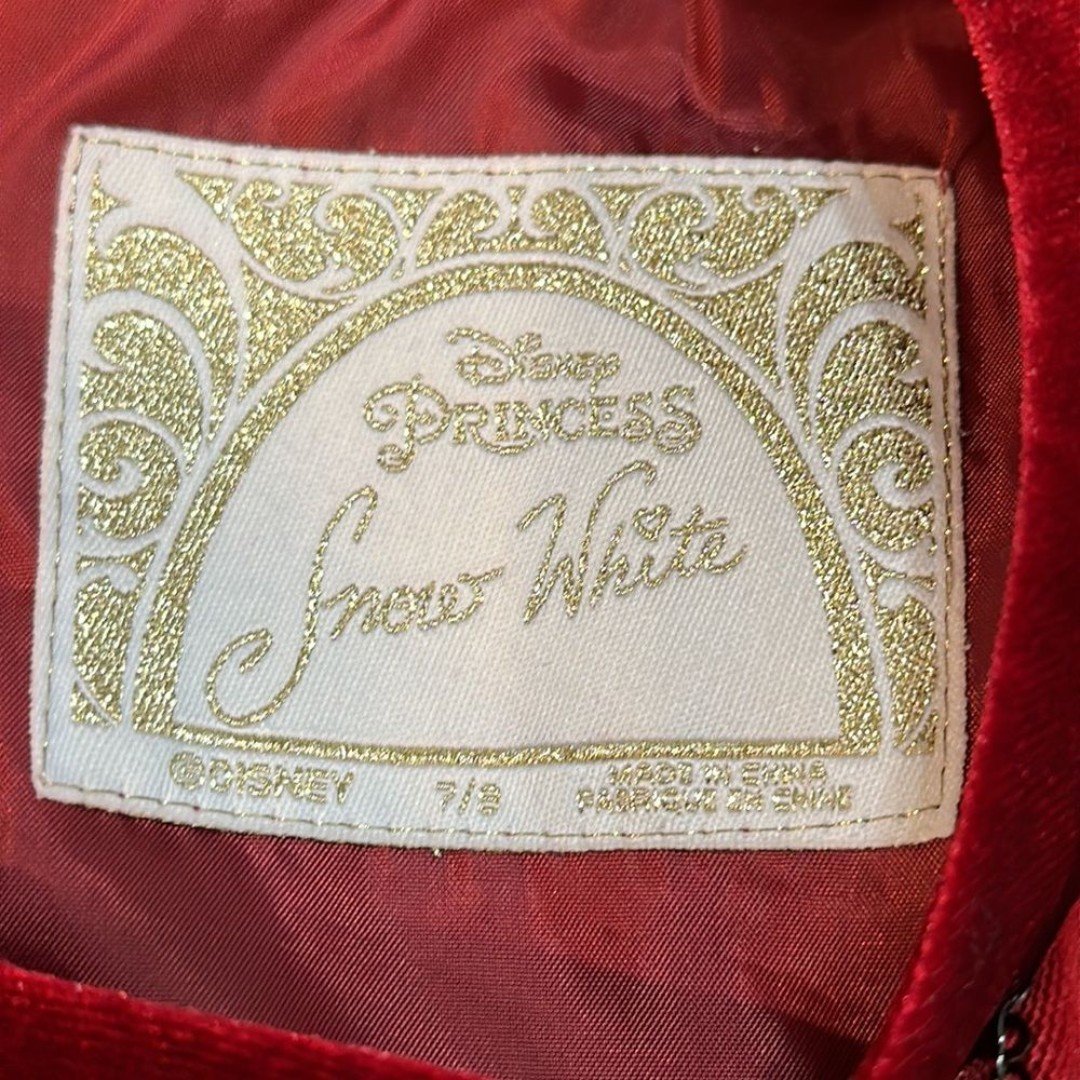 Disney
PRINCESS
Snow White
©DISNEY 7/8 MADE IN CHINA
FABRIQUÉ EN CHINE